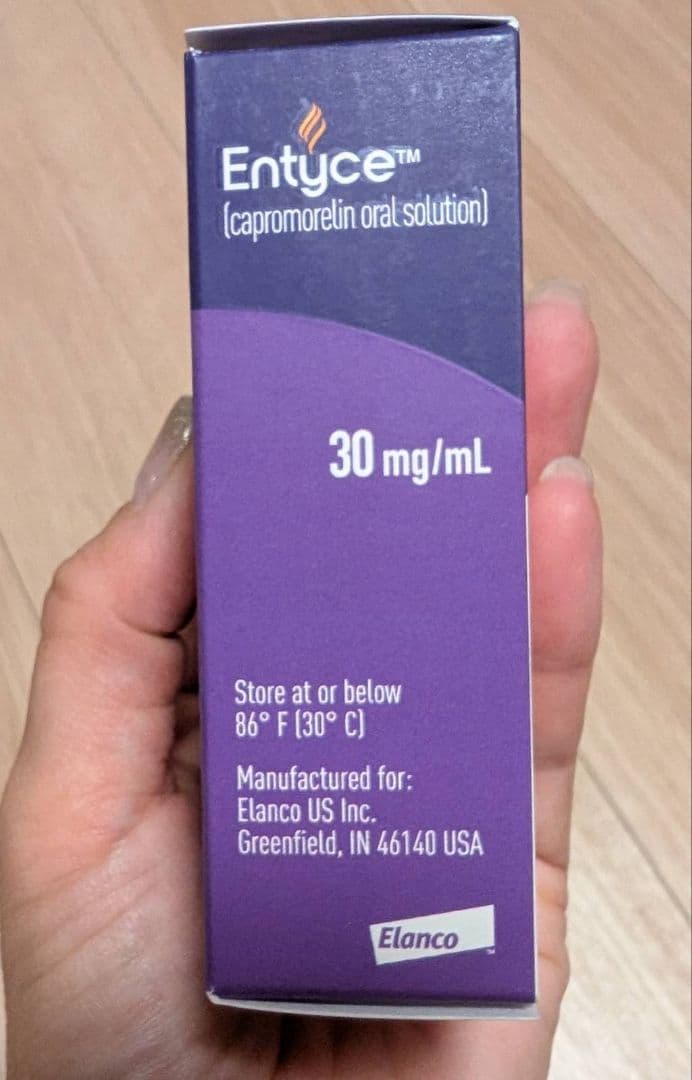 Entyce™
(capromorelin oral solution)
30 mg/mL
Store at or below
86° F (30° C)
Manufactured for:
Elanco US Inc.
Greenfield, IN 46140 USA
Elanco™